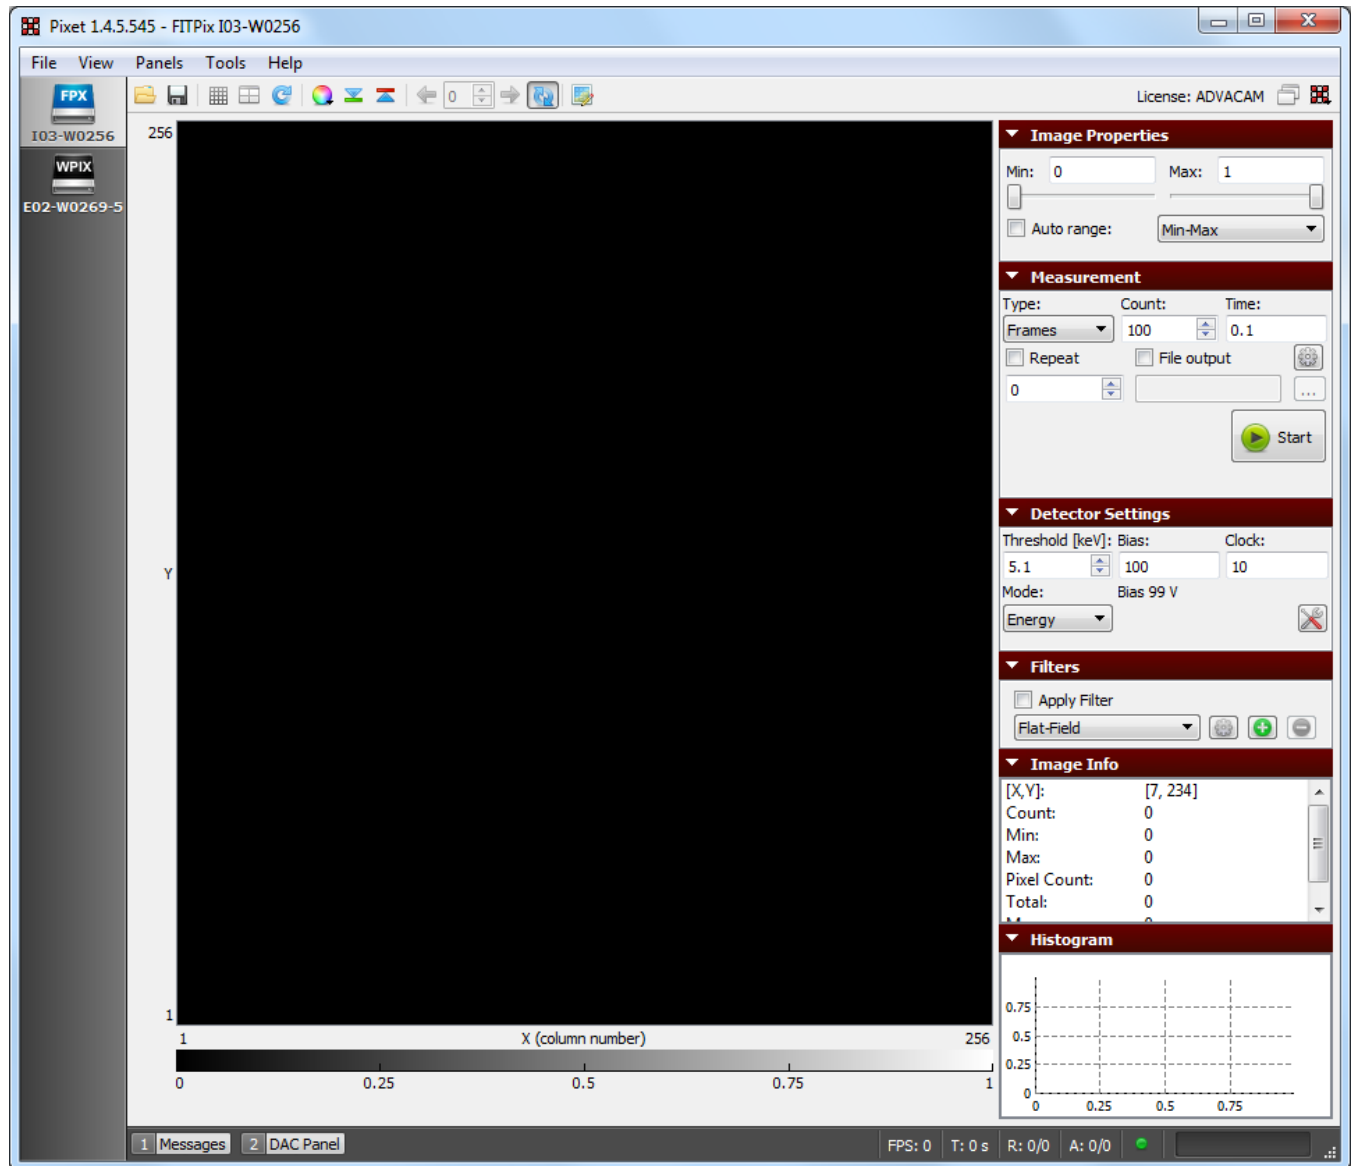 Pixet 1.4.5.545 - FITPix I03-W0256
File View Panels Tools Help
FPX
I03-W0256
WPIX
E02-W0269-5
0
License: ADVACAM
256
Y
1
1 X (column number) 256
0 0.25 0.5 0.75 1
Image Properties
Min: 0 Max: 1
Auto range: Min-Max
Measurement
Type: Count: Time:
Frames 100 0.1
Repeat File output
0 ...
Start
Detector Settings
Threshold [keV]: Bias: Clock:
5.1 100 10
Mode: Bias 99 V
Energy
Filters
Apply Filter
Flat-Field
Image Info
[X,Y]: [7, 234]
Count: 0
Min: 0
Max: 0
Pixel Count: 0
Total: 0
Histogram
0.75
0.5
0.25
0
0 0.25 0.5 0.75
1 Messages 2 DAC Panel FPS: 0 T: 0 s R: 0/0 A: 0/0